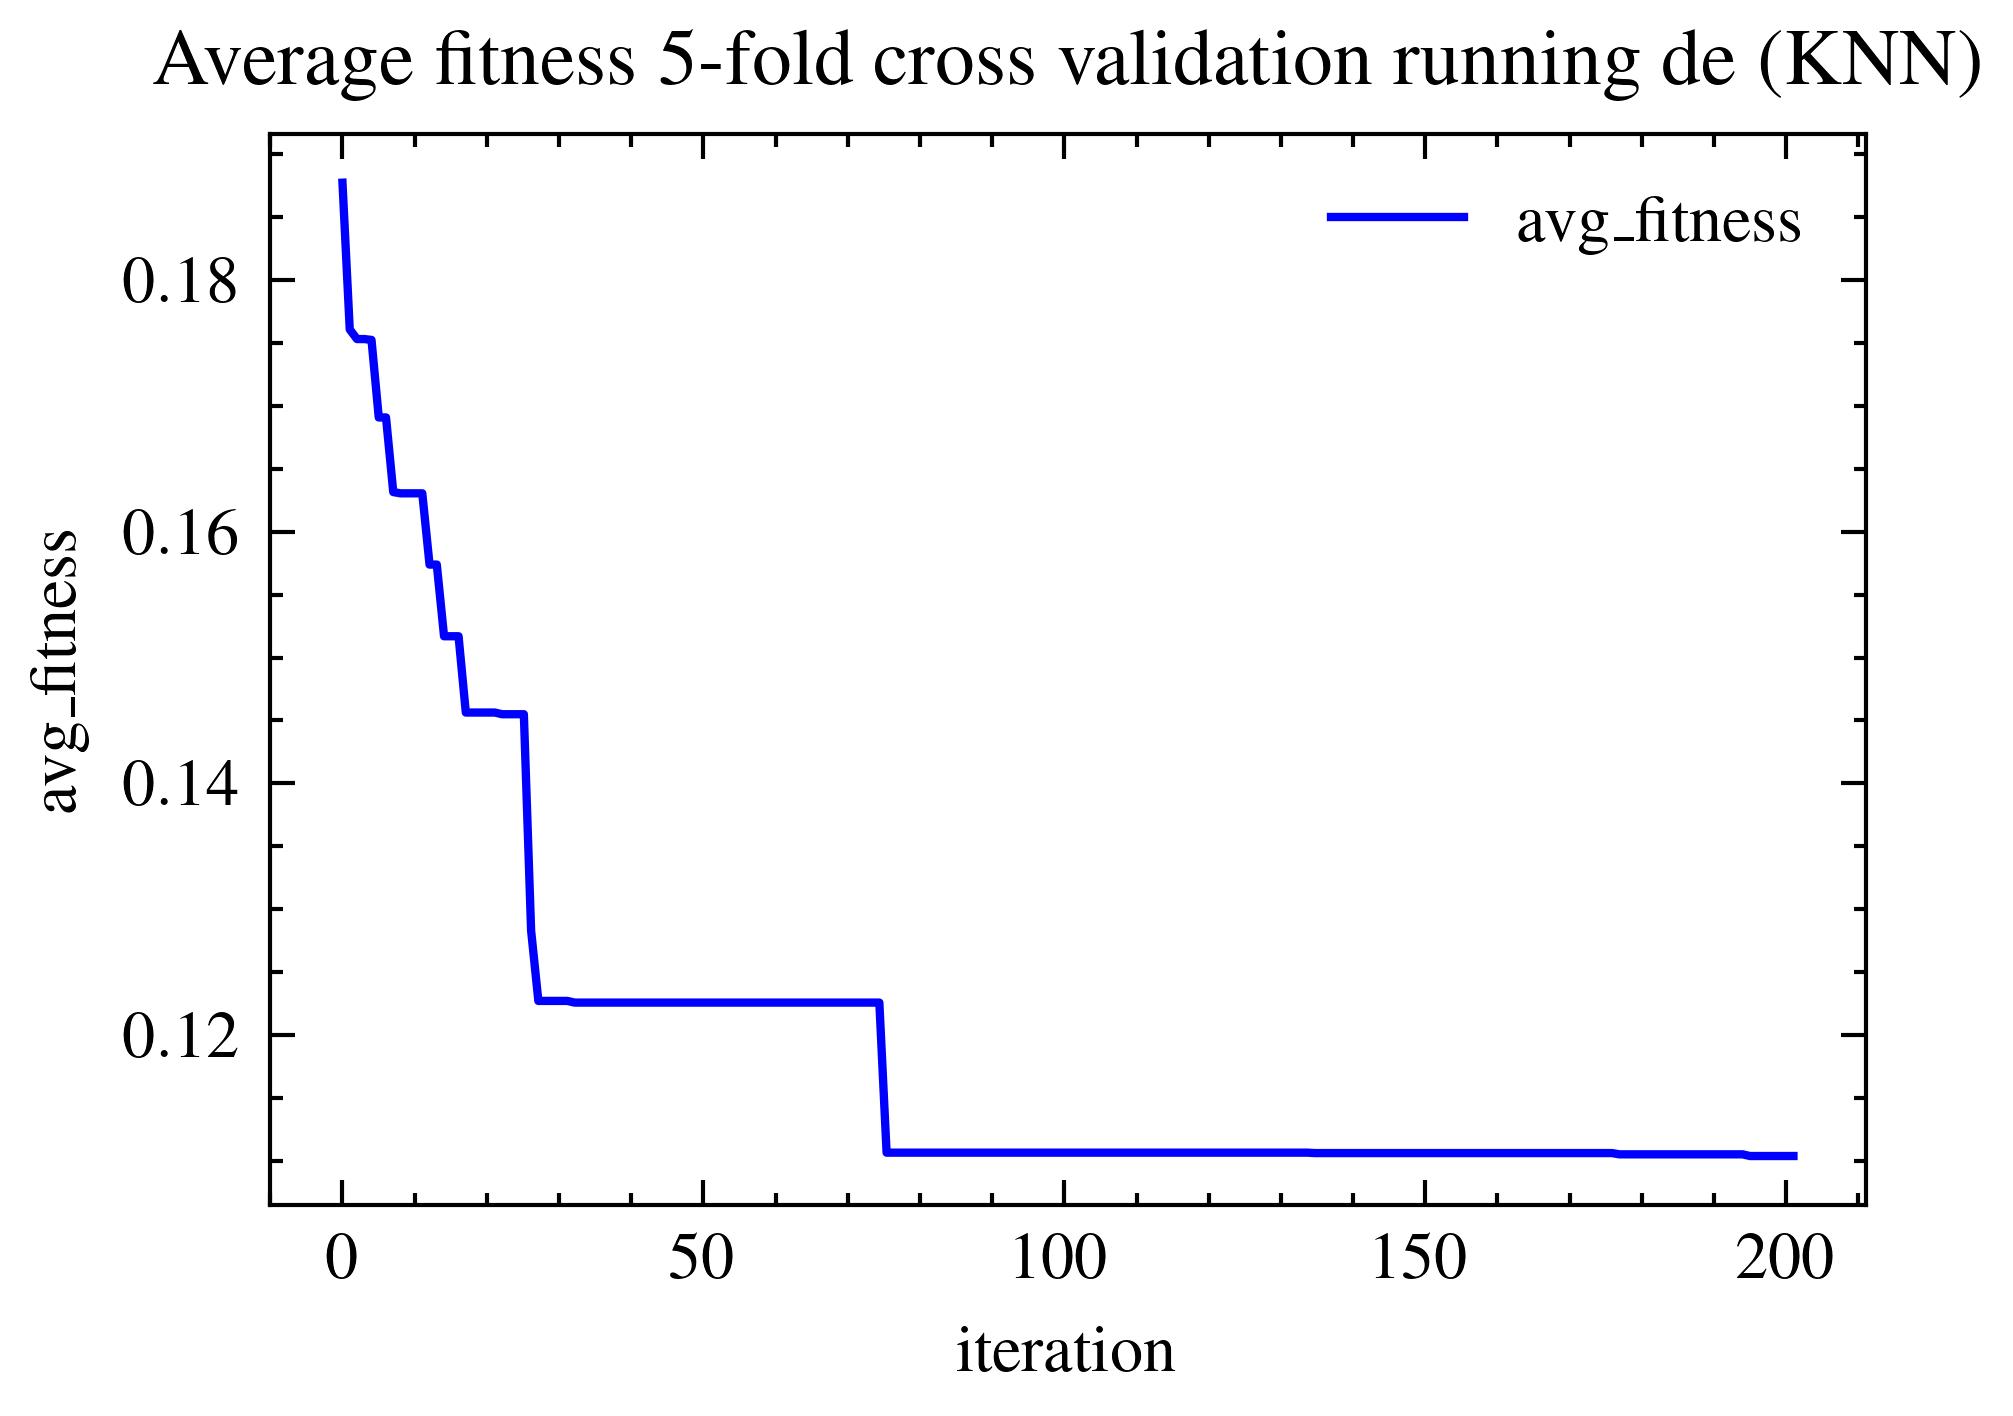 Average fitness 5-fold cross validation running de (KNN)
avg_fitness
0.18
0.16
0.14
0.12
avg_fitness
0 50 100 150 200
iteration